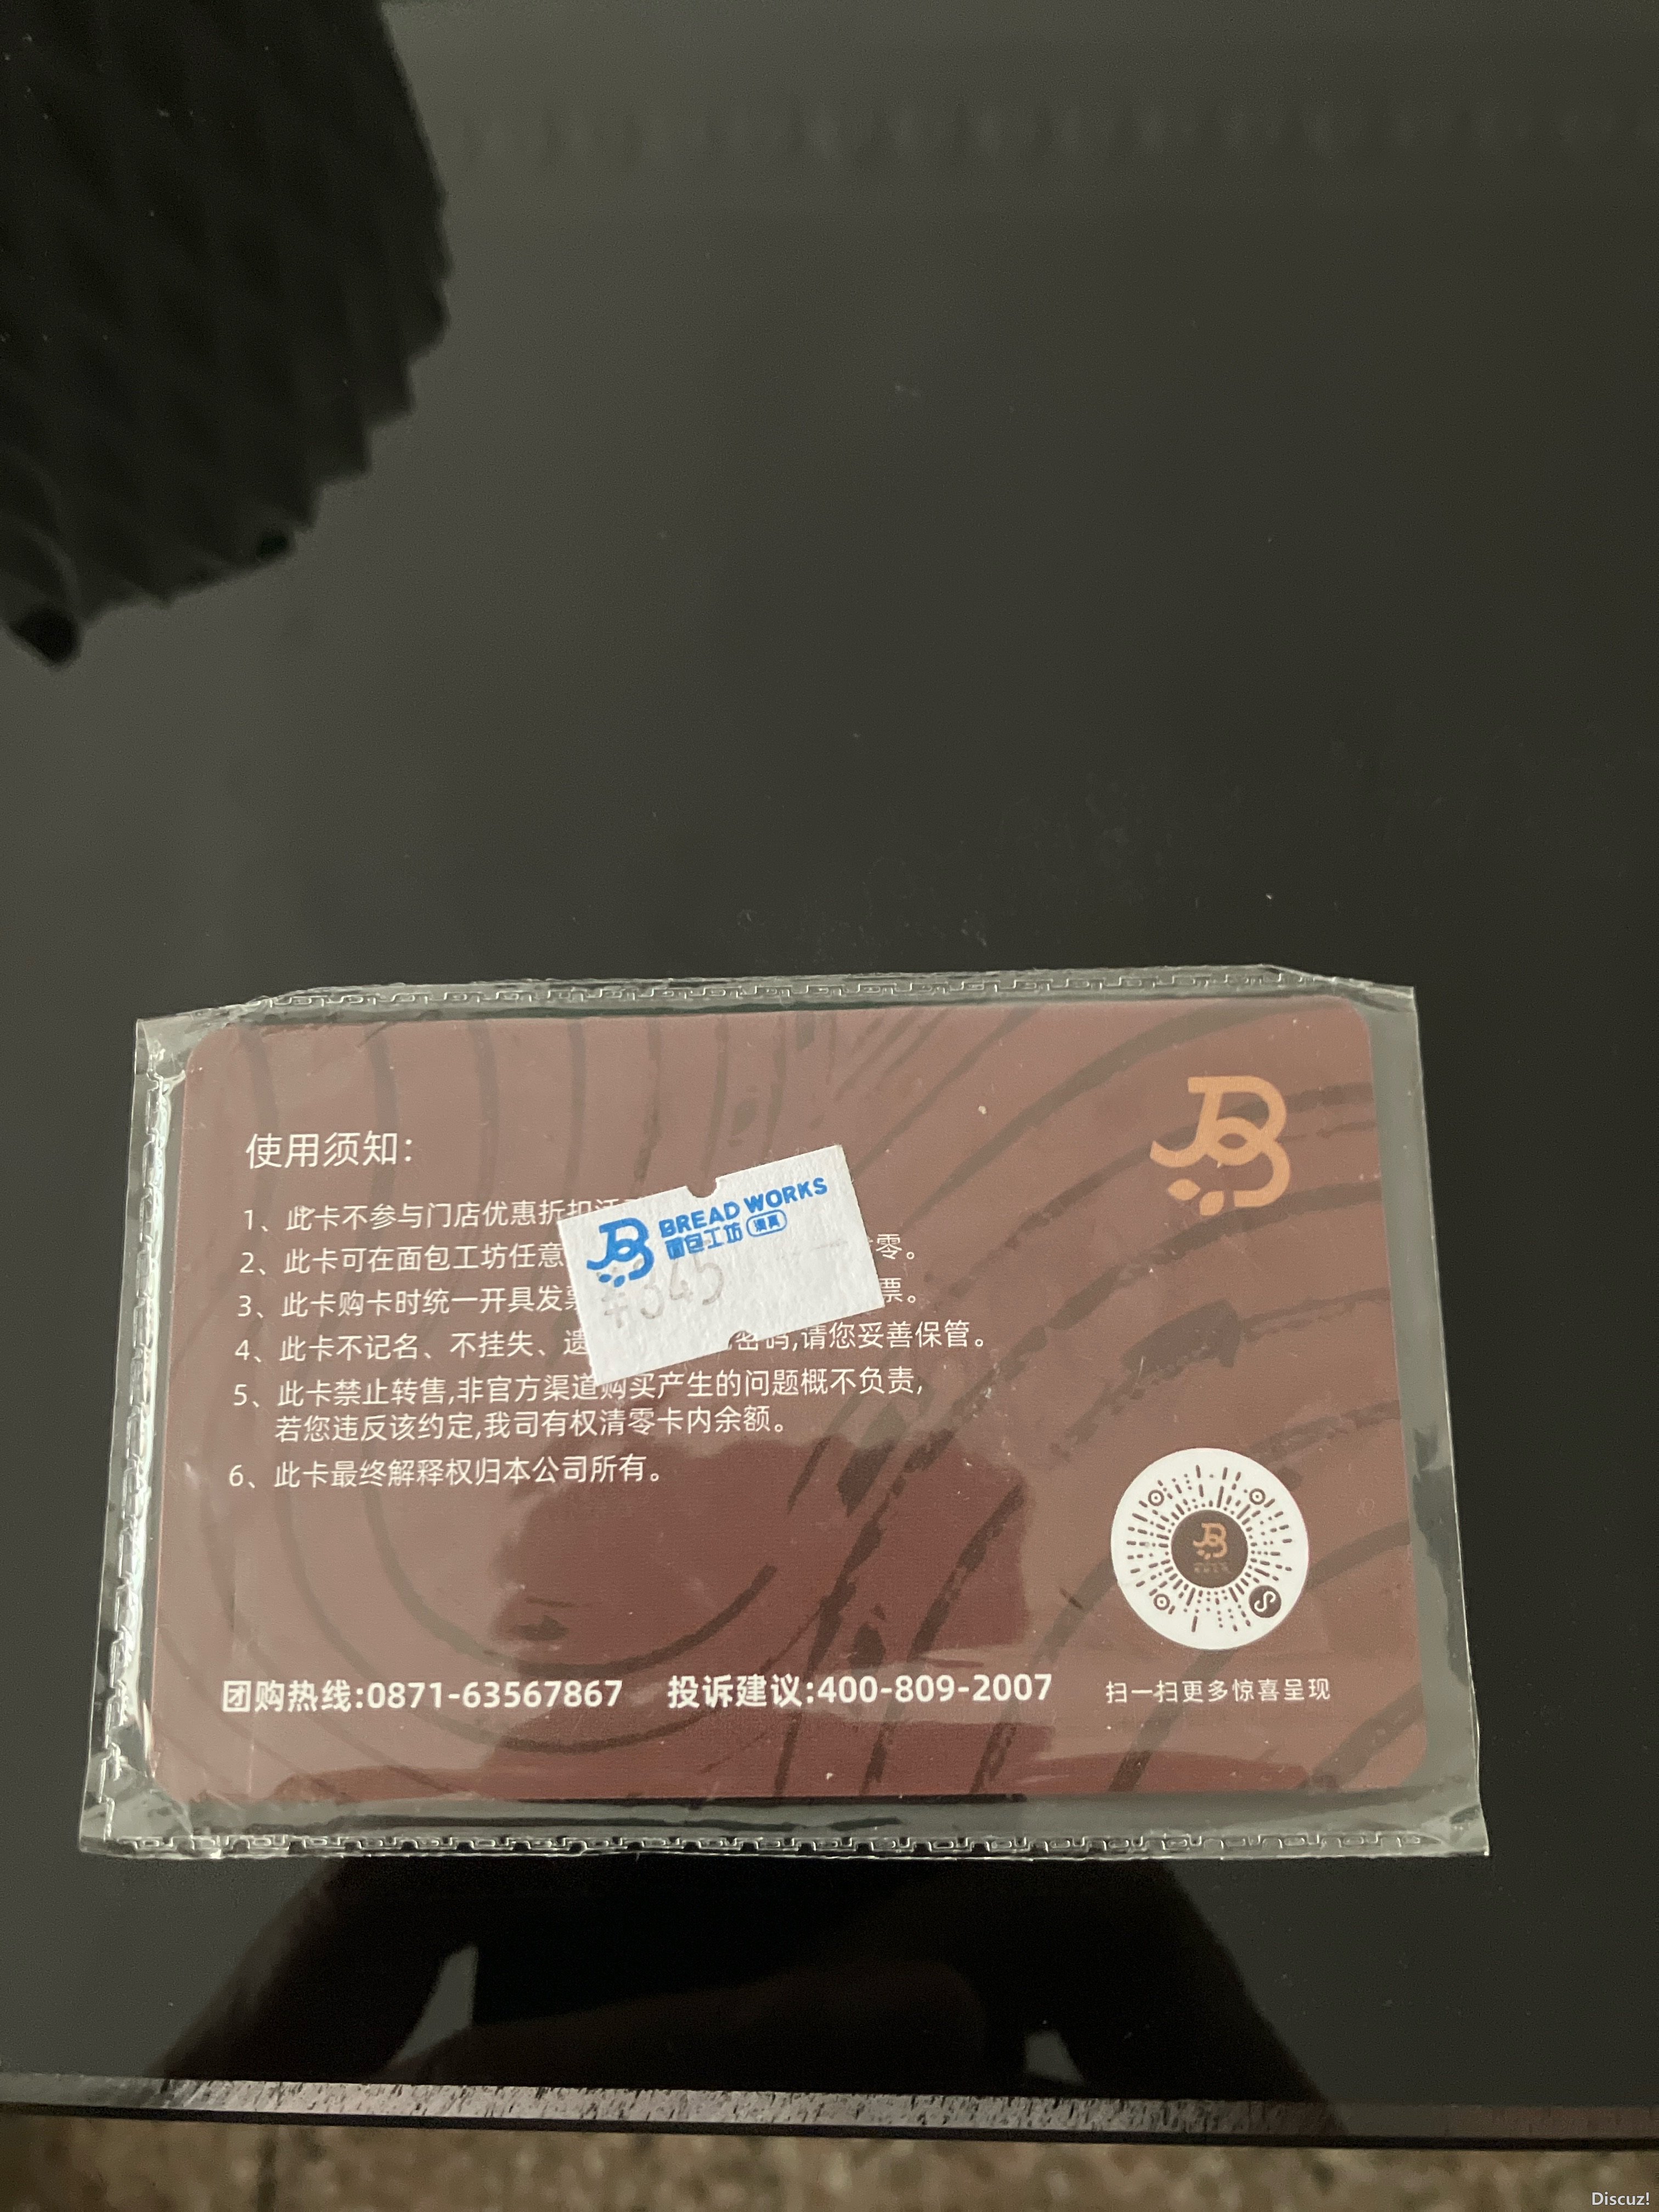 使用须知：
1、此卡不参与门店优惠折扣
2、此卡可在面包工坊任意 零。
3、此卡购卡时统一开具发票 票。
4、此卡不记名、不挂失、遗 密码,请您妥善保管。
5、此卡禁止转售,非官方渠道购买产生的问题概不负责,
若您违反该约定,我司有权清零卡内余额。
6、此卡最终解释权归本公司所有。
BREAD WORKS
面包工坊
¥345
团购热线:0871-63567867 投诉建议:400-809-2007 扫一扫更多惊喜呈现
Discuz!